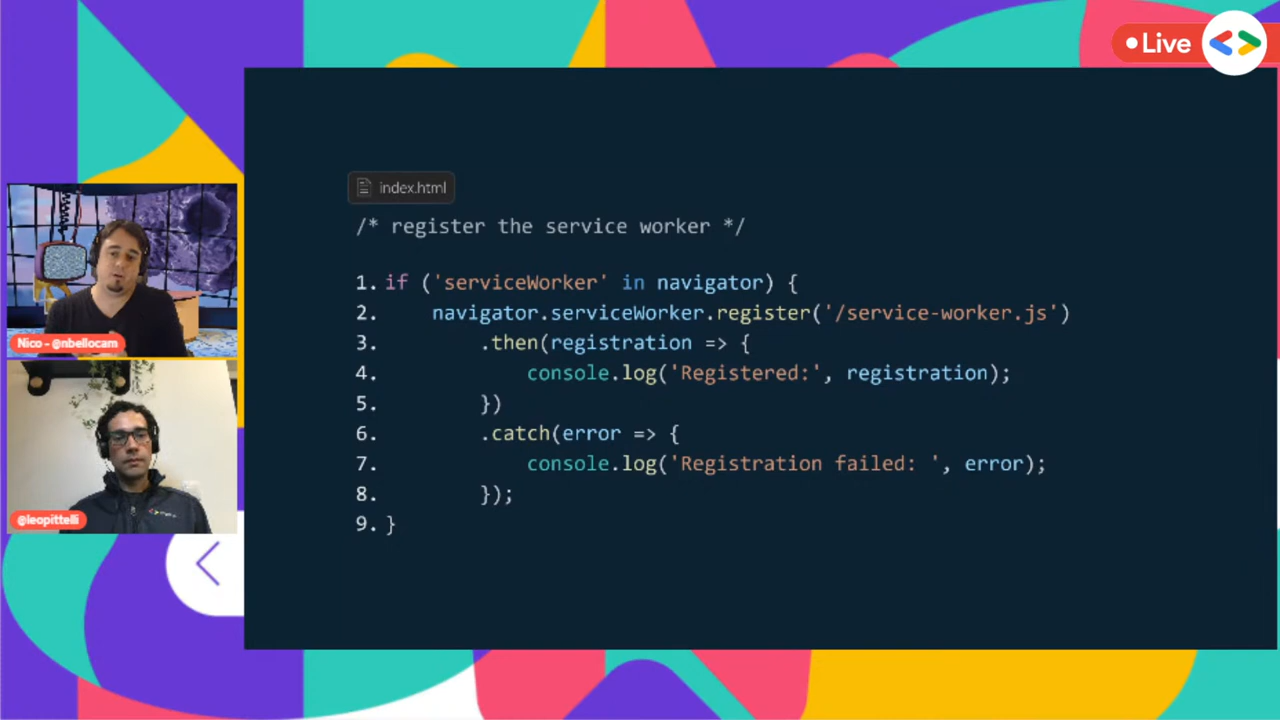 Live
index.html
/* register the service worker */
1. if ('serviceWorker' in navigator) {
2. navigator.serviceWorker.register('/service-worker.js')
3. .then(registration => {
4. console.log('Registered:', registration);
5. })
6. .catch(error => {
7. console.log('Registration failed: ', error);
8. });
9. }
Nico - @nbellocam
@leopittelli